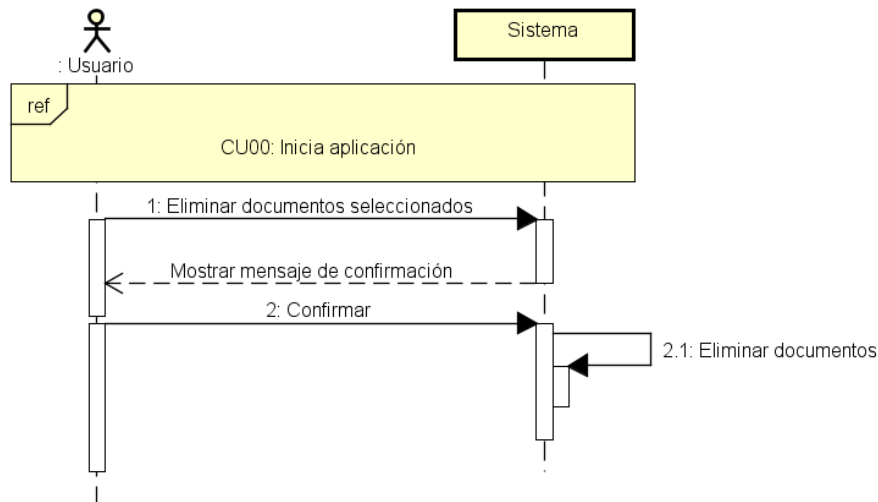 Sistema
: Usuario
ref
CU00: Inicia aplicación
1: Eliminar documentos seleccionados
Mostrar mensaje de confirmación
2: Confirmar
2.1: Eliminar documentos